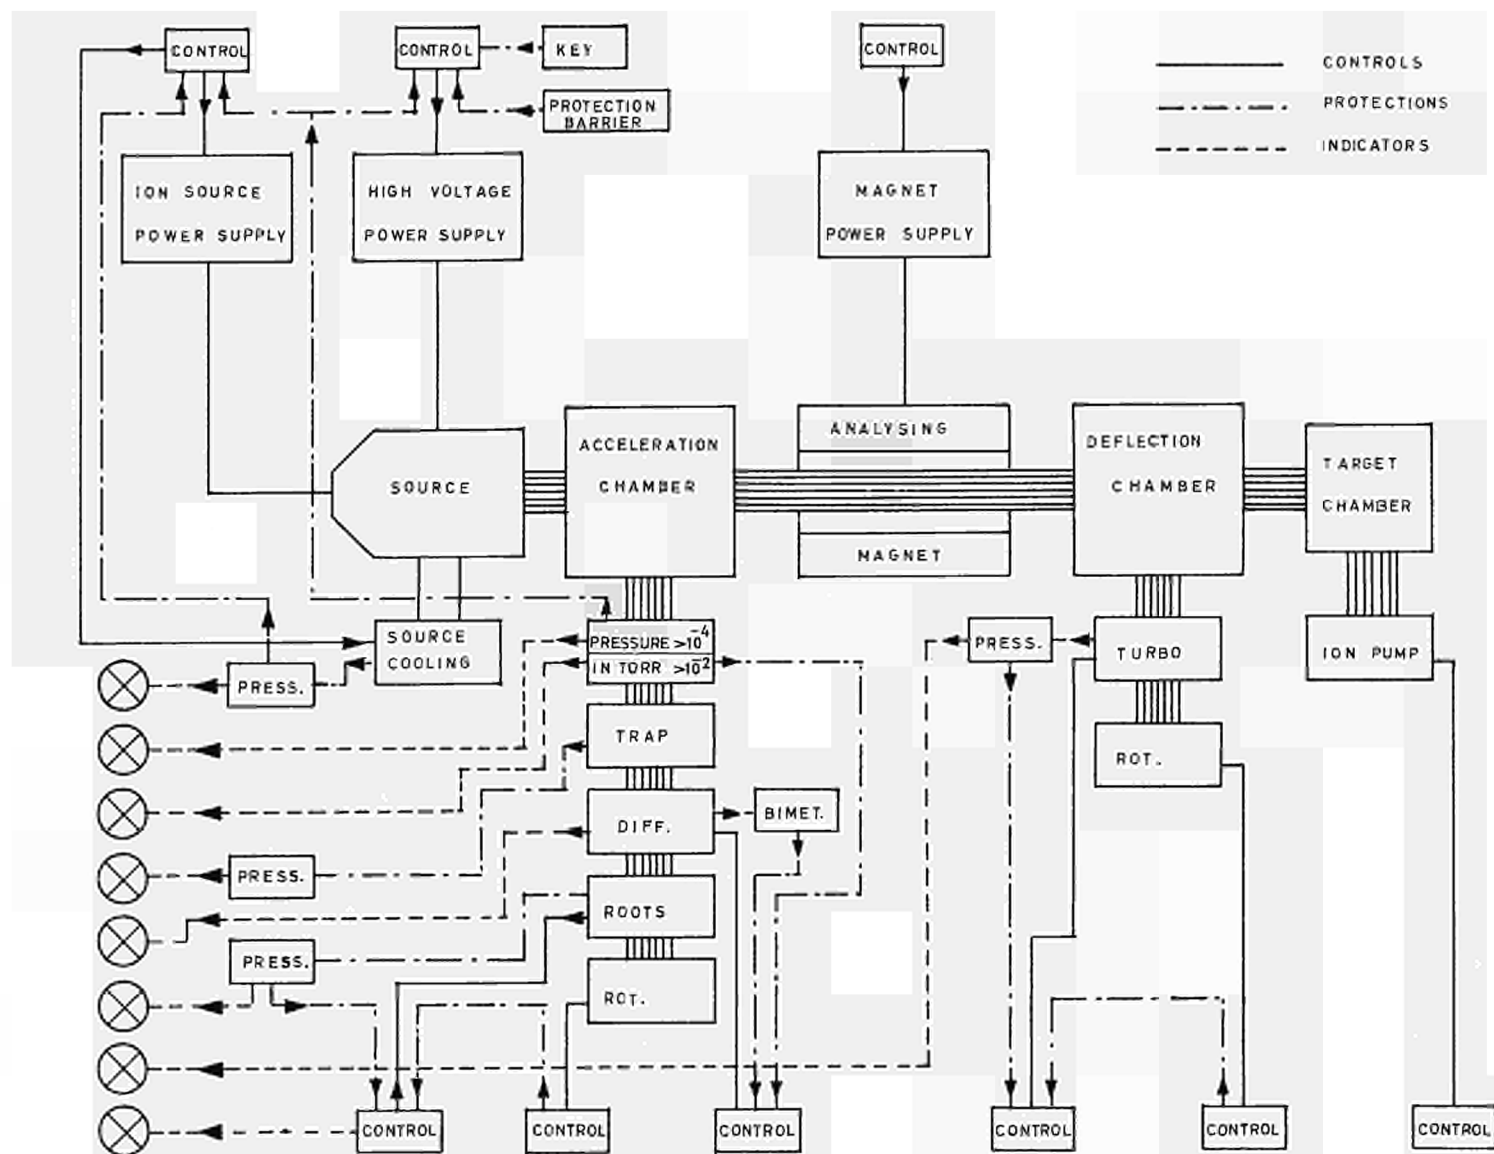 CONTROL
CONTROL
KEY
CONTROL
CONTROLS
PROTECTION
BARRIER
PROTECTIONS
INDICATORS
ION SOURCE
POWER SUPPLY
HIGH VOLTAGE
POWER SUPPLY
MAGNET
POWER SUPPLY
ANALYSING
ACCELERATION
CHAMBER
DEFLECTION
CHAMBER
TARGET
CHAMBER
SOURCE
MAGNET
SOURCE
COOLING
PRESSURE >10⁻⁴
IN TORR >10⁻²
PRESS.
TURBO
ION PUMP
PRESS.
TRAP
ROT.
DIFF.
BIMET.
PRESS.
ROOTS
PRESS.
ROT.
CONTROL
CONTROL
CONTROL
CONTROL
CONTROL
CONTROL